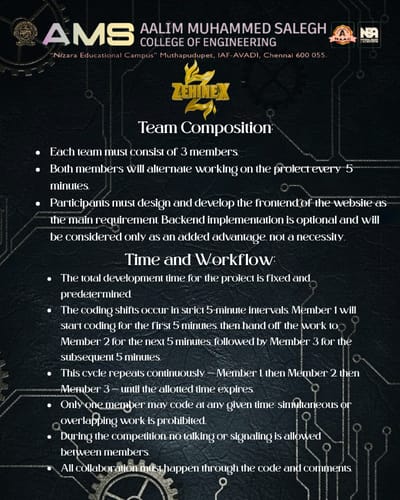 AMS AALIM MUHAMMED SALEGH
COLLEGE OF ENGINEERING
"Nizara Educational Campus" Muthapudupet, IAF-AVADI, Chennai 600 055.
ZEHINEX
Team Composition:
• Each team must consist of 3 members.
• Both members will alternate working on the project every 5
minutes.
• Participants must design and develop the frontend of the website as
the main requirement. Backend implementation is optional and will
be considered only as an added advantage, not a necessity.
Time and Workflow:
• The total development time for the project is fixed and
predetermined.
• The coding shifts occur in strict 5-minute intervals. Member 1 will
start coding for the first 5 minutes, then hand off the work to
Member 2 for the next 5 minutes, followed by Member 3 for the
subsequent 5 minutes.
• This cycle repeats continuously — Member 1, then Member 2, then
Member 3 — until the allotted time expires.
• Only one member may code at any given time; simultaneous or
overlapping work is prohibited.
• During the competition, no talking or signaling is allowed
between members.
• All collaboration must happen through the code and comments.